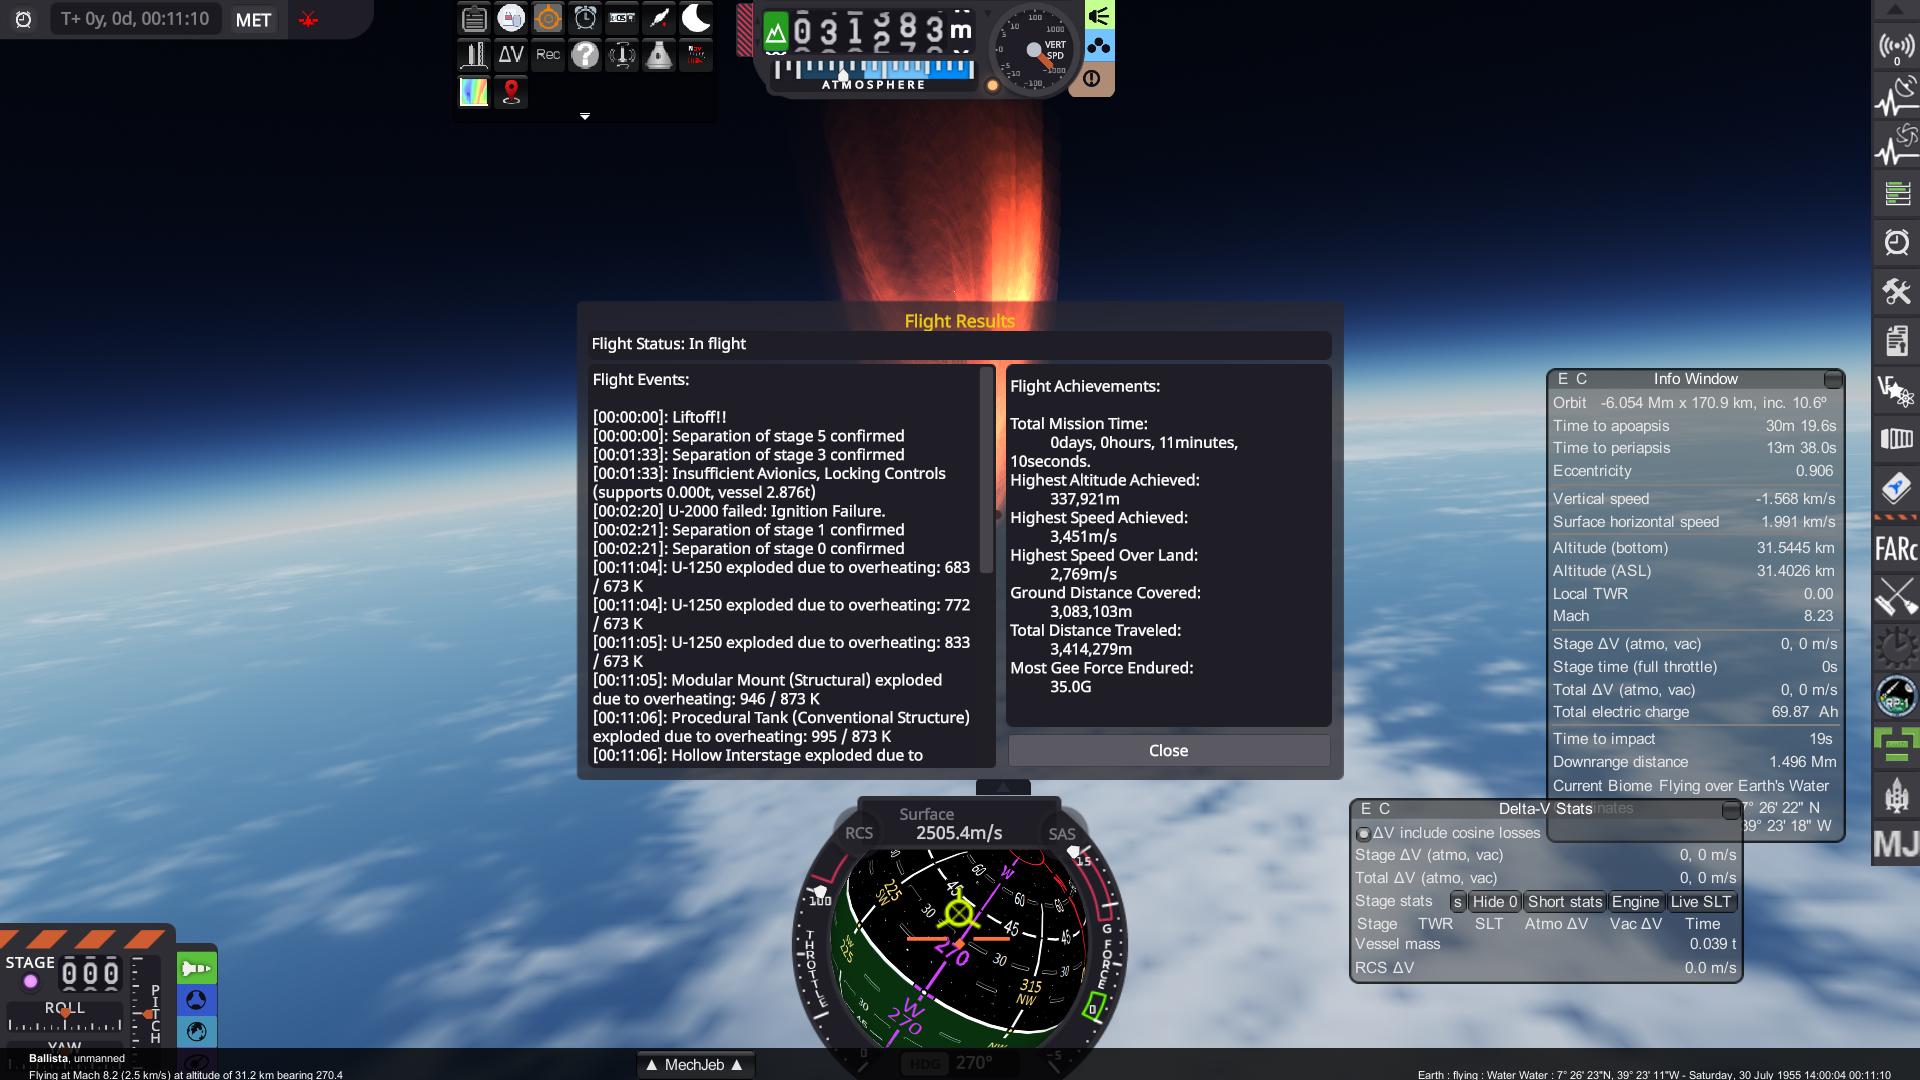 T+ 0y, 0d, 00:11:10
MET
ΔV
Rec
m
ATMOSPHERE
VERT
SPD
Flight Results
Flight Status: In flight
Flight Events:
[00:00:00]: Liftoff!!
[00:00:00]: Separation of stage 5 confirmed
[00:01:33]: Separation of stage 3 confirmed
[00:01:33]: Insufficient Avionics, Locking Controls
(supports 0.000t, vessel 2.876t)
[00:02:20] U-2000 failed: Ignition Failure.
[00:02:21]: Separation of stage 1 confirmed
[00:02:21]: Separation of stage 0 confirmed
[00:11:04]: U-1250 exploded due to overheating: 683
/ 673 K
[00:11:04]: U-1250 exploded due to overheating: 772
/ 673 K
[00:11:05]: U-1250 exploded due to overheating: 833
/ 673 K
[00:11:05]: Modular Mount (Structural) exploded
due to overheating: 946 / 873 K
[00:11:06]: Procedural Tank (Conventional Structure)
exploded due to overheating: 995 / 873 K
[00:11:06]: Hollow Interstage exploded due to
Flight Achievements:
Total Mission Time:
0days, 0hours, 11minutes,
10seconds.
Highest Altitude Achieved:
337,921m
Highest Speed Achieved:
3,451m/s
Highest Speed Over Land:
2,769m/s
Ground Distance Covered:
3,083,103m
Total Distance Traveled:
3,414,279m
Most Gee Force Endured:
35.0G
Close
E C Info Window
Orbit -6.054 Mm x 170.9 km, inc. 10.6º
Time to apoapsis 30m 19.6s
Time to periapsis 13m 38.0s
Eccentricity 0.906
Vertical speed -1.568 km/s
Surface horizontal speed 1.991 km/s
Altitude (bottom) 31.5445 km
Altitude (ASL) 31.4026 km
Local TWR 0.00
Mach 8.23
Stage ΔV (atmo, vac) 0, 0 m/s
Stage time (full throttle) 0s
Total ΔV (atmo, vac) 0, 0 m/s
Total electric charge 69.87 Ah
Time to impact 19s
Downrange distance 1.496 Mm
Current Biome Flying over Earth's Water
7° 26' 22" N
39° 23' 18" W
E C Delta-V Stats
ΔV include cosine losses
Stage ΔV (atmo, vac) 0, 0 m/s
Total ΔV (atmo, vac) 0, 0 m/s
Stage stats s Hide 0 Short stats Engine Live SLT
Stage TWR SLT Atmo ΔV Vac ΔV Time
Vessel mass 0.039 t
RCS ΔV 0.0 m/s
0
FARc
RP-1
MJ
Surface
2505.4m/s
RCS
SAS
THROTTLE
G FORCE
100
15
-5
0
225
SW
270
W
270
315
NW
45
60
30
HDG 270°
STAGE
000
ROLL
PITCH
YAW
▲ MechJeb ▲
Ballista, unmanned
Flying at Mach 8.2 (2.5 km/s) at altitude of 31.2 km bearing 270.4
Earth : flying : Water Water : 7° 26' 23"N, 39° 23' 11"W - Saturday, 30 July 1955 14:00:04 00:11:10